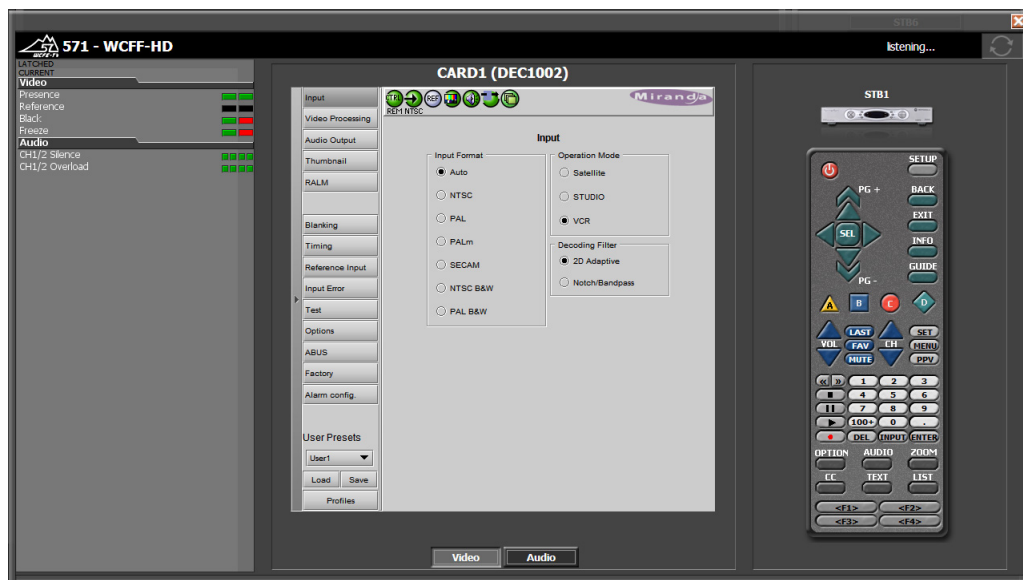 STB6
571 - WCFF-HD
listening...
LATCHED
CURRENT
Video
Presence
Reference
Black
Freeze
Audio
CH1/2 Silence
CH1/2 Overload
CARD1 (DEC1002)
Input
Video Processing
Audio Output
Thumbnail
RALM
Blanking
Timing
Reference Input
Input Error
Test
Options
ABUS
Factory
Alarm config.
User Presets
User1
Load Save
Profiles
CTRL REF
REM NTSC
Miranda
Input
Input Format
Auto
NTSC
PAL
PALm
SECAM
NTSC B&W
PAL B&W
Operation Mode
Satellite
STUDIO
VCR
Decoding Filter
2D Adaptive
Notch/Bandpass
Video Audio
STB1
SETUP
PG + BACK
EXIT
SEL
INFO
GUIDE
PG -
A B C D
LAST SET
VOL FAV CH MENU
MUTE PPV
1 2 3
4 5 6
7 8 9
100+ 0 .
DEL INPUT ENTER
OPTION AUDIO ZOOM
CC TEXT LIST
<F1> <F2>
<F3> <F4>